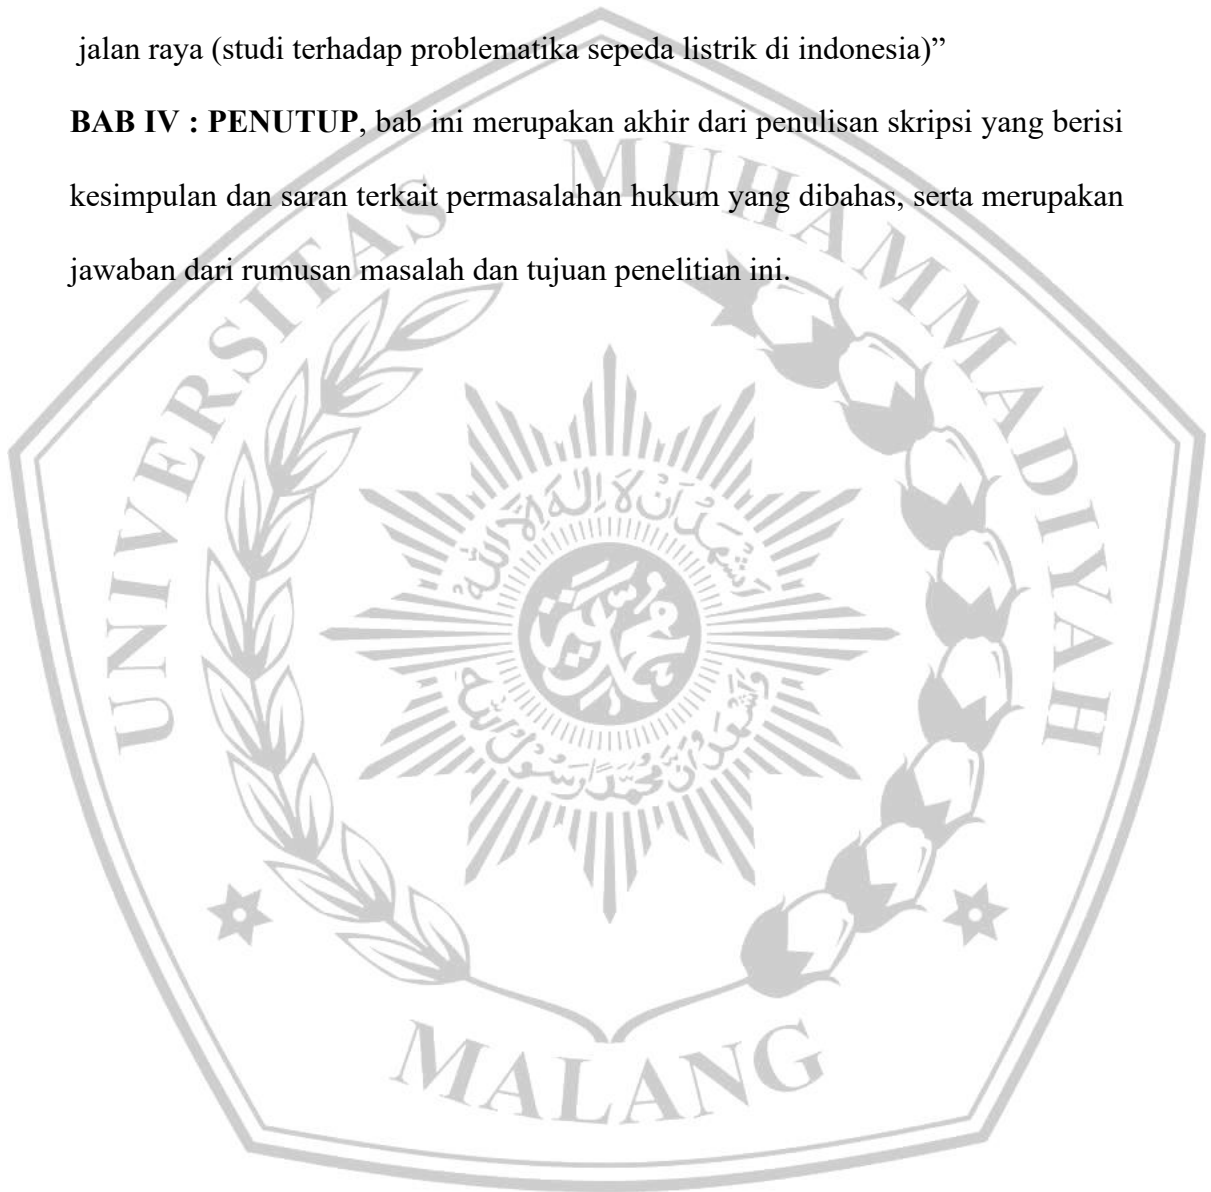 jalan raya (studi terhadap problematika sepeda listrik di indonesia)”
BAB IV : PENUTUP, bab ini merupakan akhir dari penulisan skripsi yang berisi
kesimpulan dan saran terkait permasalahan hukum yang dibahas, serta merupakan
jawaban dari rumusan masalah dan tujuan penelitian ini.
UNIVERSITAS MUHAMMADIYAH
MALANG